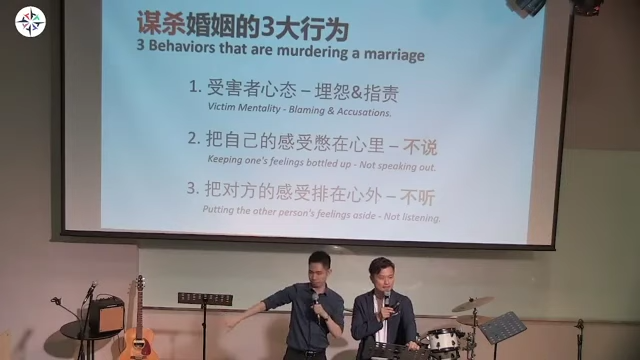 谋杀婚姻的3大行为
3 Behaviors that are murdering a marriage
1. 受害者心态 – 埋怨&指责
Victim Mentality - Blaming & Accusations.
2. 把自己的感受憋在心里 – 不说
Keeping one's feelings bottled up - Not speaking out.
3. 把对方的感受排在心外 – 不听
Putting the other person's feelings aside - Not listening.